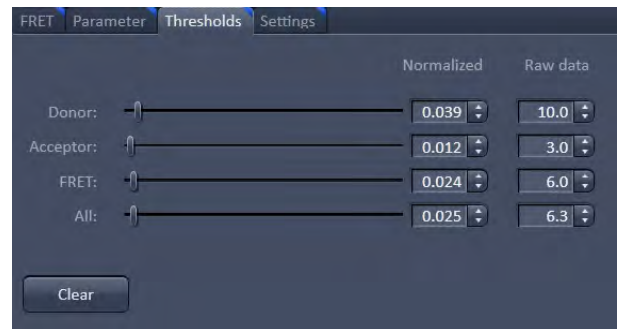 FRET Parameter Thresholds Settings
Normalized Raw data
Donor: 0.039 10.0
Acceptor: 0.012 3.0
FRET: 0.024 6.0
All: 0.025 6.3
Clear